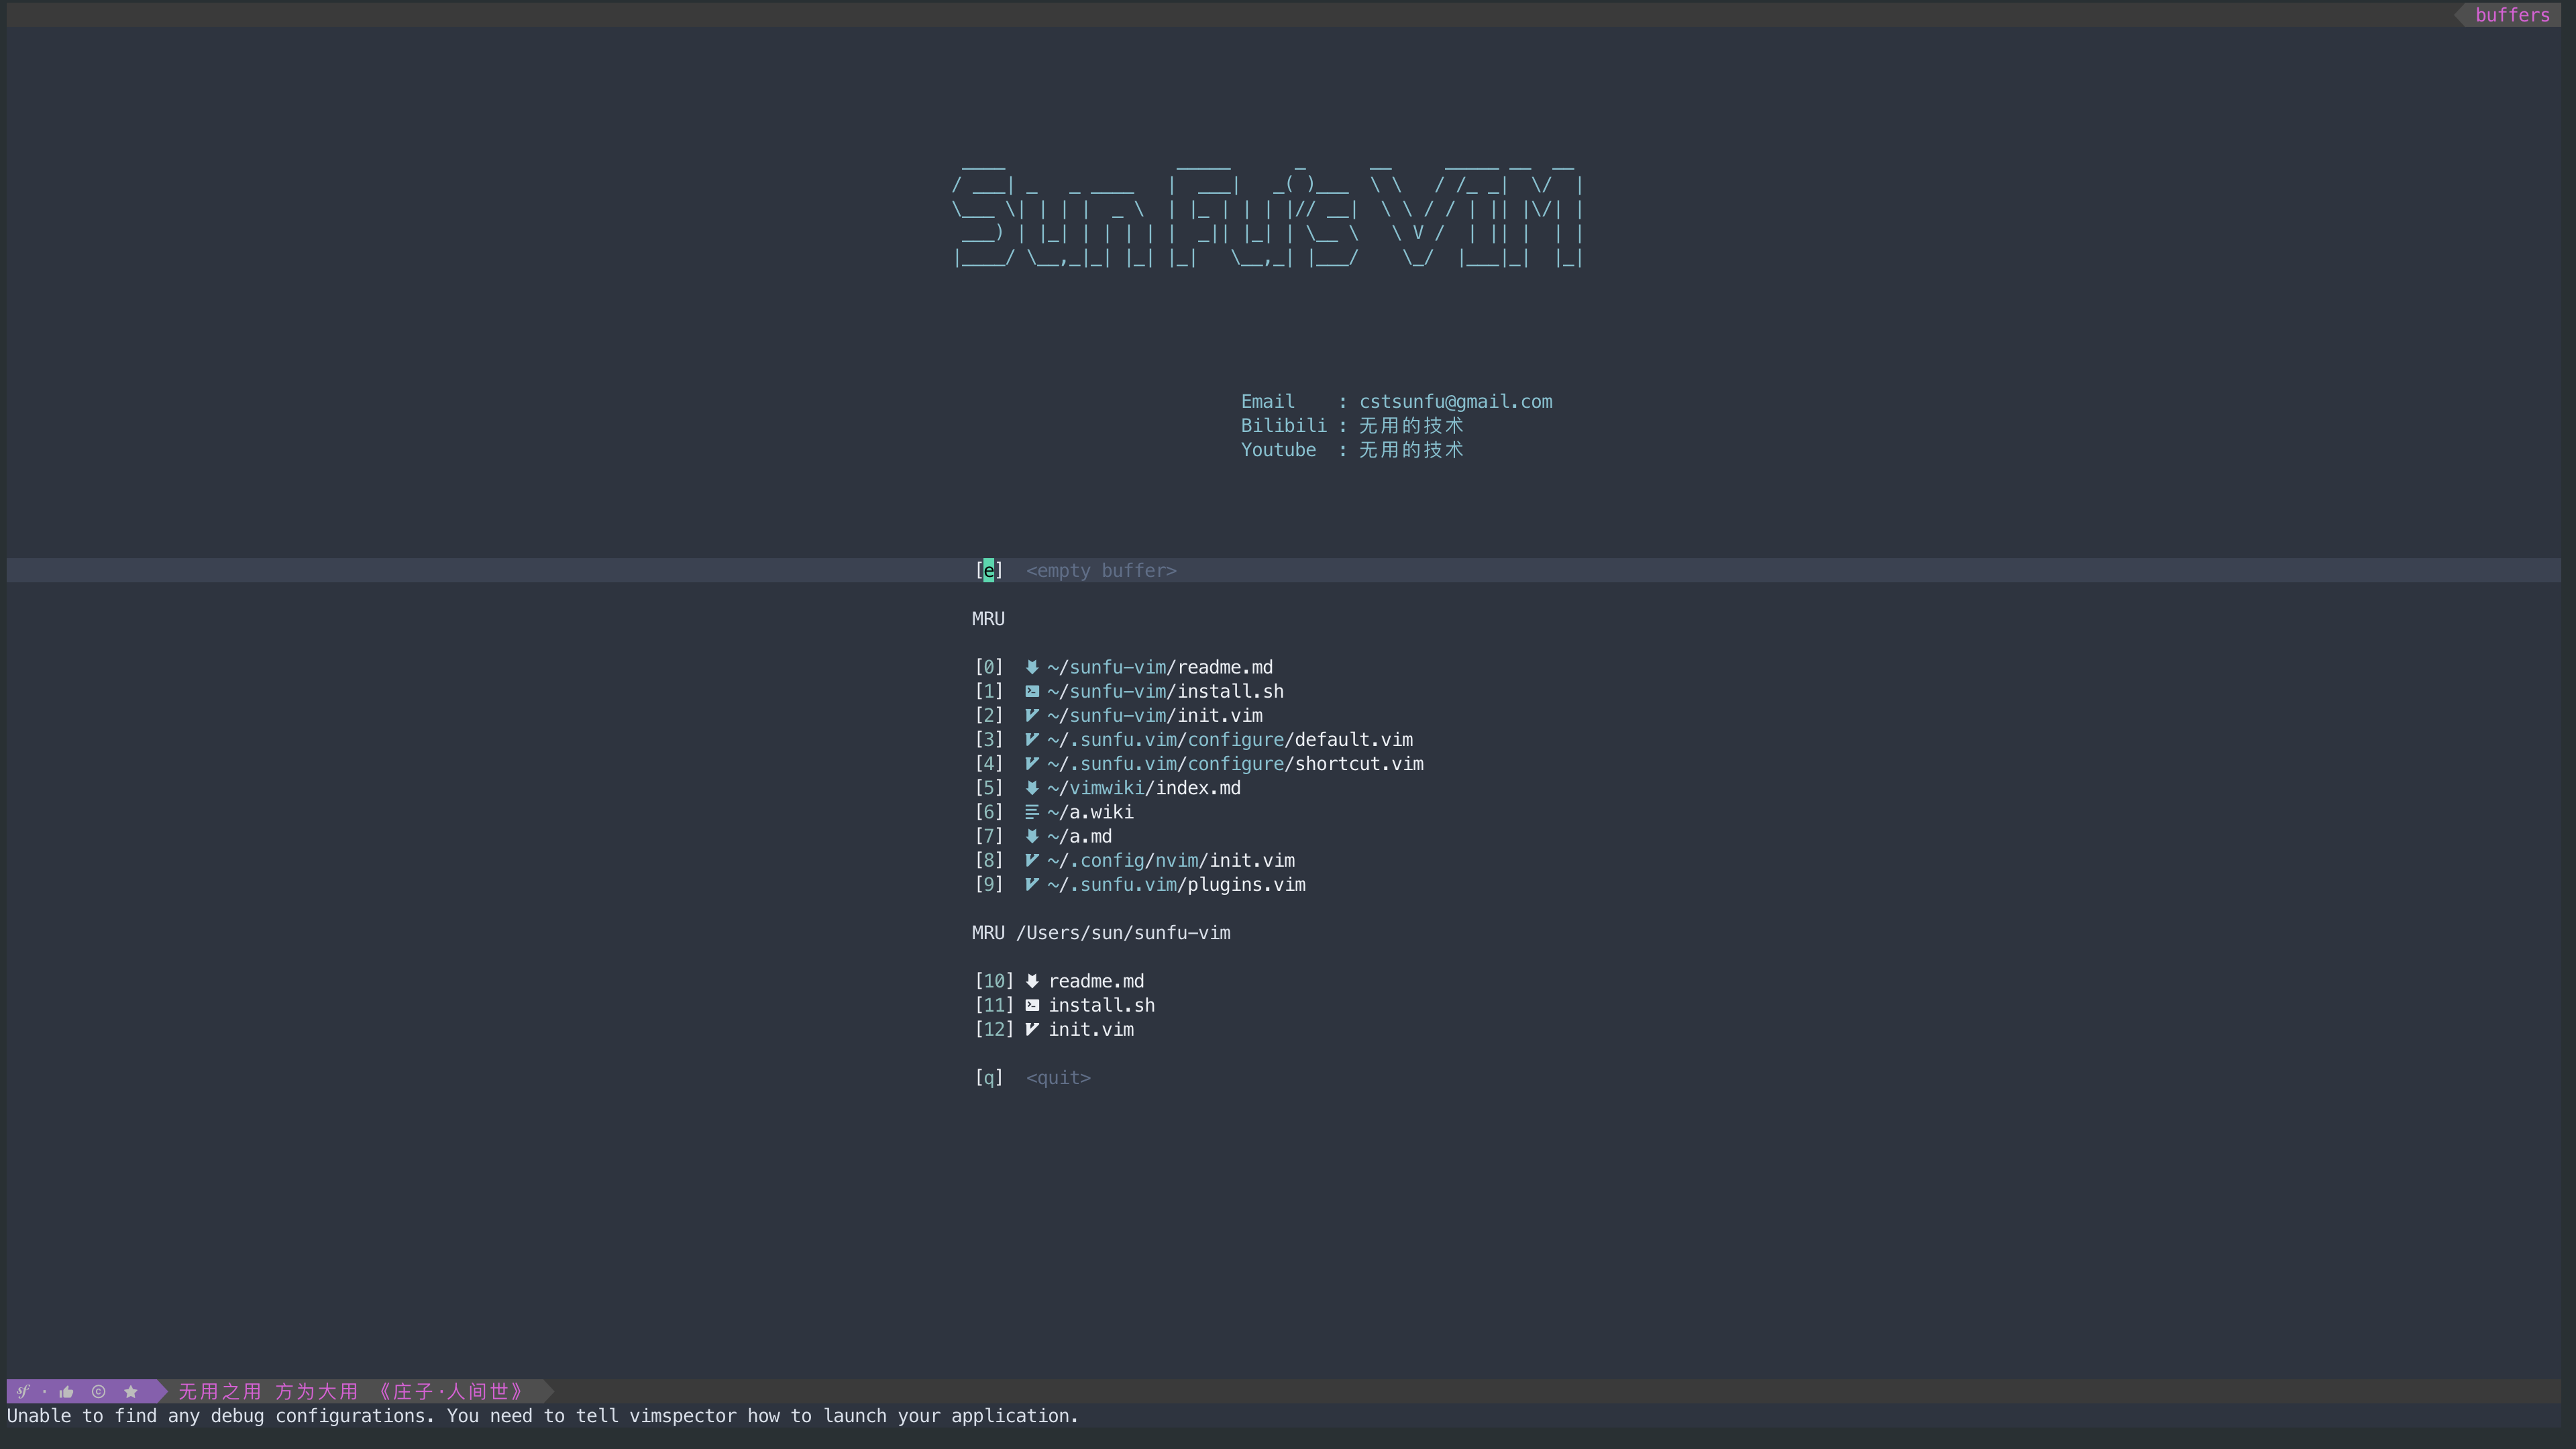 buffers
Sun Fu's VIM
Email    : cstsunfu@gmail.com
Bilibili : 无用的技术
Youtube  : 无用的技术
[e]  <empty buffer>
MRU
[0]  ~/sunfu-vim/readme.md
[1]  ~/sunfu-vim/install.sh
[2]  ~/sunfu-vim/init.vim
[3]  ~/.sunfu.vim/configure/default.vim
[4]  ~/.sunfu.vim/configure/shortcut.vim
[5]  ~/vimwiki/index.md
[6]  ~/a.wiki
[7]  ~/a.md
[8]  ~/.config/nvim/init.vim
[9]  ~/.sunfu.vim/plugins.vim
MRU /Users/sun/sunfu-vim
[10] readme.md
[11] install.sh
[12] init.vim
[q]  <quit>
sf · 无用之用 方为大用 《庄子·人间世》
Unable to find any debug configurations. You need to tell vimspector how to launch your application.